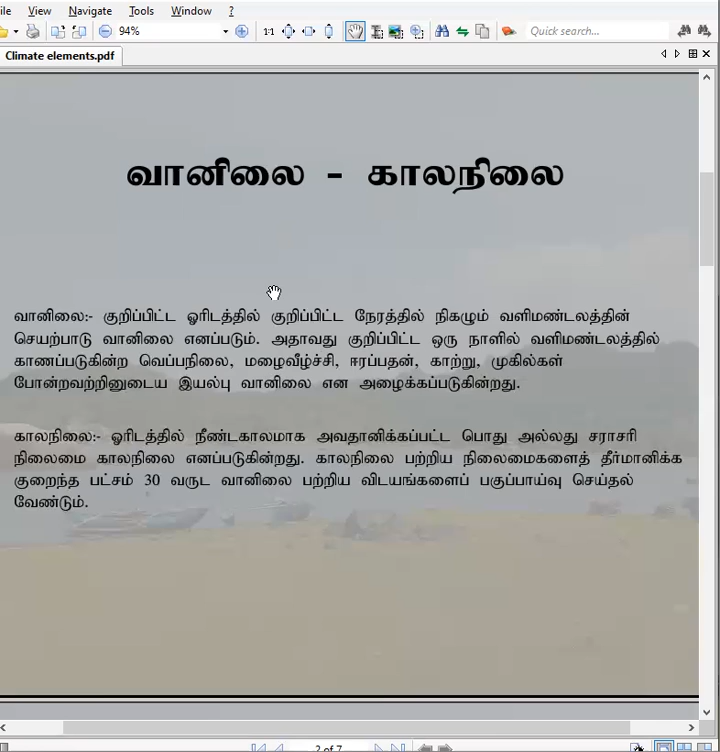 ile View Navigate Tools Window ?
94% 1:1 Quick search...
Climate elements.pdf
வானிலை - காலநிலை
வானிலை:- குறிப்பிட்ட ஓரிடத்தில் குறிப்பிட்ட நேரத்தில் நிகழும் வளிமண்டலத்தின்
செயற்பாடு வானிலை எனப்படும். அதாவது குறிப்பிட்ட ஒரு நாளில் வளிமண்டலத்தில்
காணப்படுகின்ற வெப்பநிலை, மழைவீழ்ச்சி, ஈரப்பதன், காற்று, முகில்கள்
போன்றவற்றினுடைய இயல்பு வானிலை என அழைக்கப்படுகின்றது.
காலநிலை:- ஓரிடத்தில் நீண்டகாலமாக அவதானிக்கப்பட்ட பொது அல்லது சராசரி
நிலைமை காலநிலை எனப்படுகின்றது. காலநிலை பற்றிய நிலைமைகளைத் தீர்மானிக்க
குறைந்த பட்சம் 30 வருட வானிலை பற்றிய விடயங்களைப் பகுப்பாய்வு செய்தல்
வேண்டும்.
2 of 7